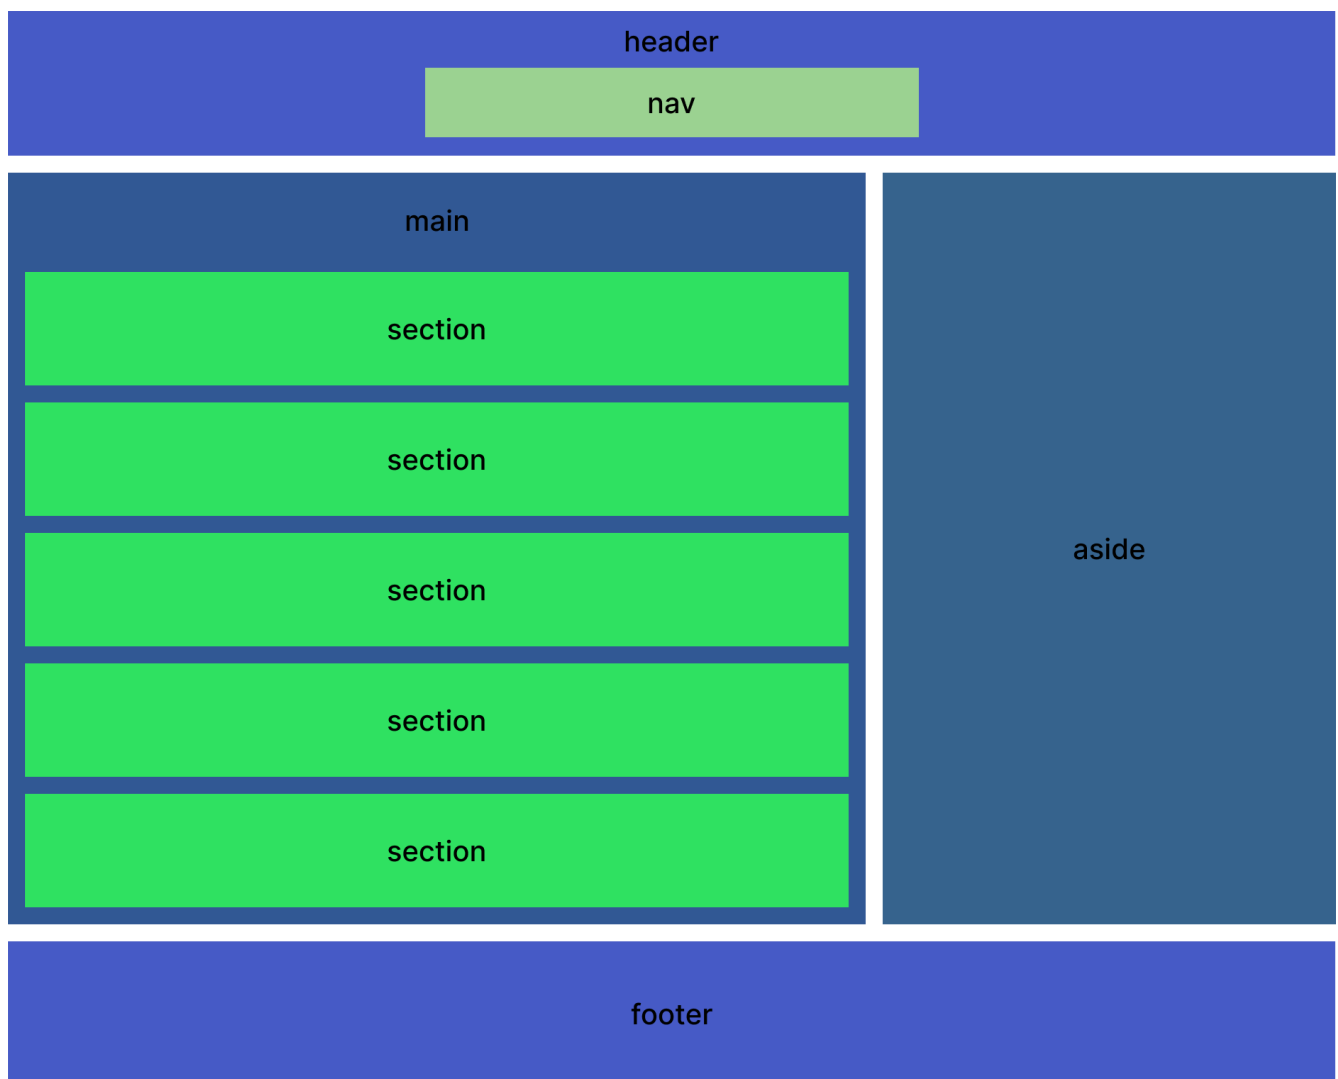 header
nav
main
section
section
section
section
section
aside
footer